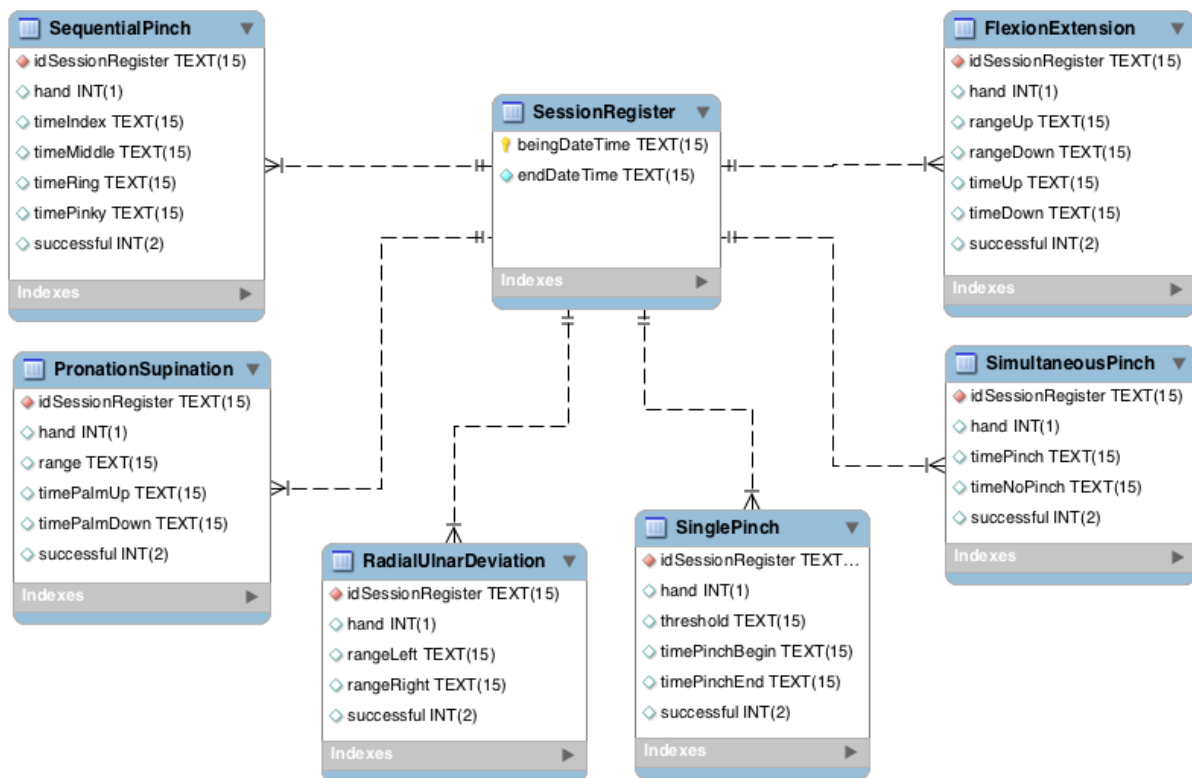 SequentialPinch
idSessionRegister TEXT(15)
hand INT(1)
timeIndex TEXT(15)
timeMiddle TEXT(15)
timeRing TEXT(15)
timePinky TEXT(15)
successful INT(2)
Indexes
SessionRegister
beingDateTime TEXT(15)
endDateTime TEXT(15)
Indexes
FlexionExtension
idSessionRegister TEXT(15)
hand INT(1)
rangeUp TEXT(15)
rangeDown TEXT(15)
timeUp TEXT(15)
timeDown TEXT(15)
successful INT(2)
Indexes
PronationSupination
idSessionRegister TEXT(15)
hand INT(1)
range TEXT(15)
timePalmUp TEXT(15)
timePalmDown TEXT(15)
successful INT(2)
Indexes
RadialUlnarDeviation
idSessionRegister TEXT(15)
hand INT(1)
rangeLeft TEXT(15)
rangeRight TEXT(15)
successful INT(2)
Indexes
SinglePinch
idSessionRegister TEXT...
hand INT(1)
threshold TEXT(15)
timePinchBegin TEXT(15)
timePinchEnd TEXT(15)
successful INT(2)
Indexes
SimultaneousPinch
idSessionRegister TEXT(15)
hand INT(1)
timePinch TEXT(15)
timeNoPinch TEXT(15)
successful INT(2)
Indexes